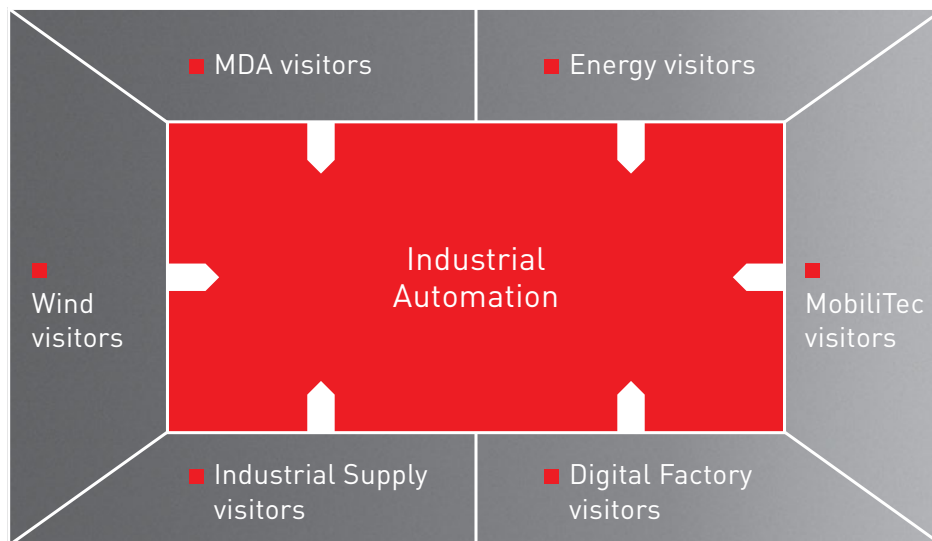 MDA visitors
Energy visitors
Wind
visitors
Industrial
Automation
MobiliTec
visitors
Industrial Supply
visitors
Digital Factory
visitors